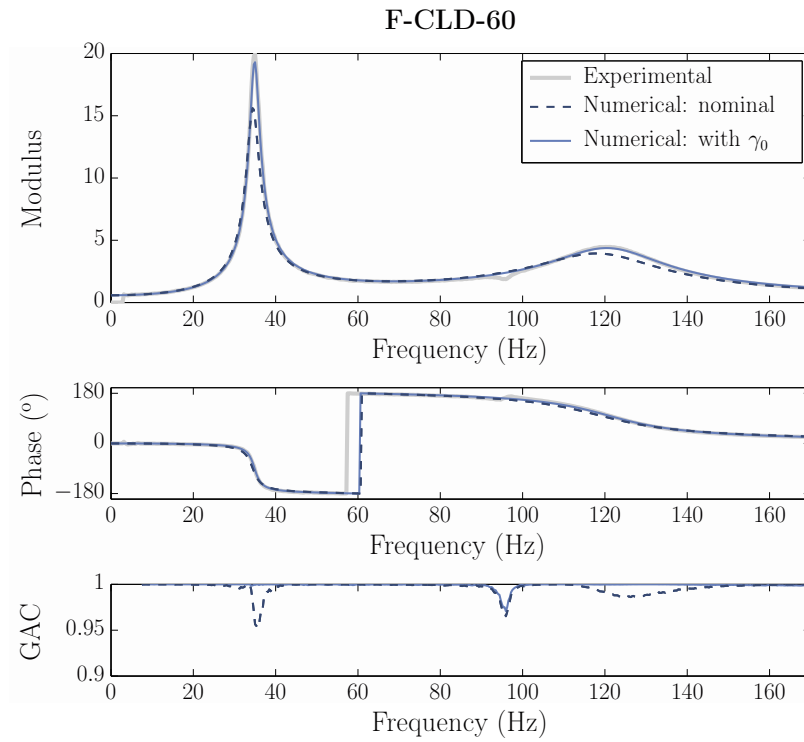 F-CLD-60
20
15
10
5
0
Modulus
Experimental
Numerical: nominal
Numerical: with γ₀
0 20 40 60 80 100 120 140 160
Frequency (Hz)
180
0
−180
Phase (°)
0 20 40 60 80 100 120 140 160
Frequency (Hz)
1
0.95
0.9
GAC
0 20 40 60 80 100 120 140 160
Frequency (Hz)